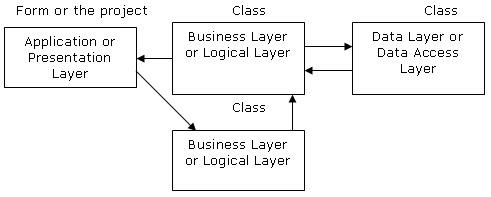 Form or the project
Class
Class
Application or
Presentation
Layer
Business Layer
or Logical Layer
Data Layer or
Data Access
Layer
Class
Business Layer
or Logical Layer